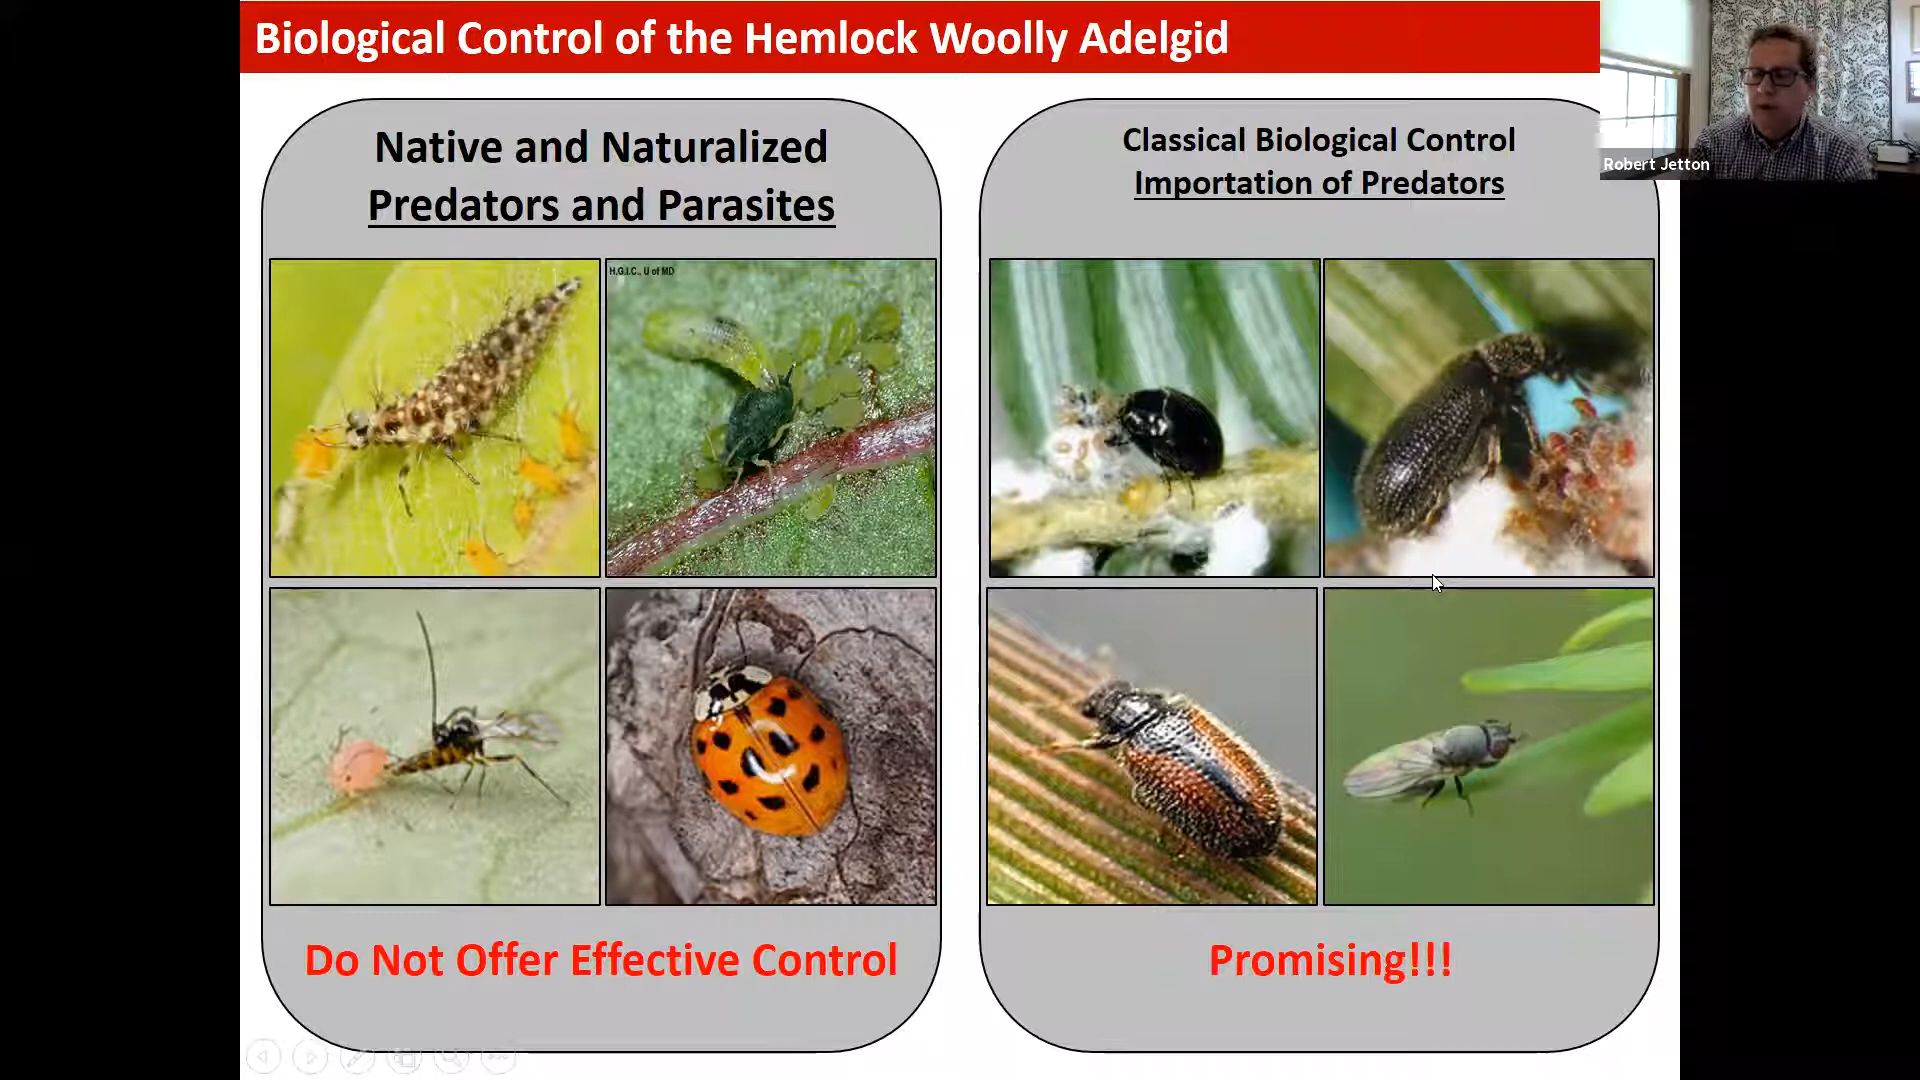 Biological Control of the Hemlock Woolly Adelgid
Robert Jetton
Native and Naturalized
Predators and Parasites
H.G.I.C., U of MD
Do Not Offer Effective Control
Classical Biological Control
Importation of Predators
Promising!!!